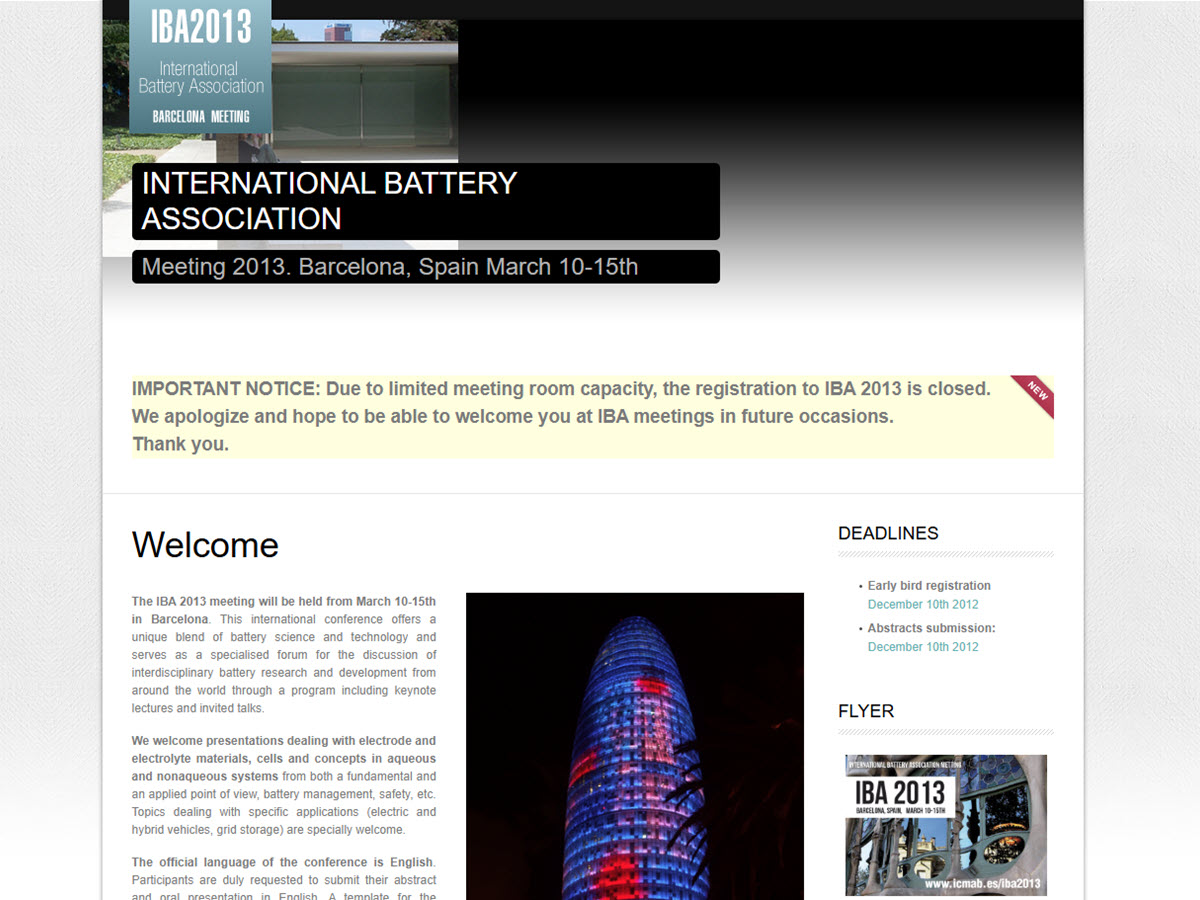 IBA2013
International
Battery Association
BARCELONA MEETING
INTERNATIONAL BATTERY
ASSOCIATION
Meeting 2013. Barcelona, Spain March 10-15th
IMPORTANT NOTICE: Due to limited meeting room capacity, the registration to IBA 2013 is closed.
We apologize and hope to be able to welcome you at IBA meetings in future occasions.
Thank you.
NEW
Welcome
The IBA 2013 meeting will be held from March 10-15th
in Barcelona. This international conference offers a
unique blend of battery science and technology and
serves as a specialised forum for the discussion of
interdisciplinary battery research and development from
around the world through a program including keynote
lectures and invited talks.
We welcome presentations dealing with electrode and
electrolyte materials, cells and concepts in aqueous
and nonaqueous systems from both a fundamental and
an applied point of view, battery management, safety, etc.
Topics dealing with specific applications (electric and
hybrid vehicles, grid storage) are specially welcome.
The official language of the conference is English.
Participants are duly requested to submit their abstract
and oral presentation in English. A template for the
DEADLINES
• Early bird registration
December 10th 2012
• Abstracts submission:
December 10th 2012
FLYER
INTERNATIONAL BATTERY ASSOCIATION MEETING
IBA 2013
BARCELONA, SPAIN, MARCH 10-15TH
www.icmab.es/iba2013